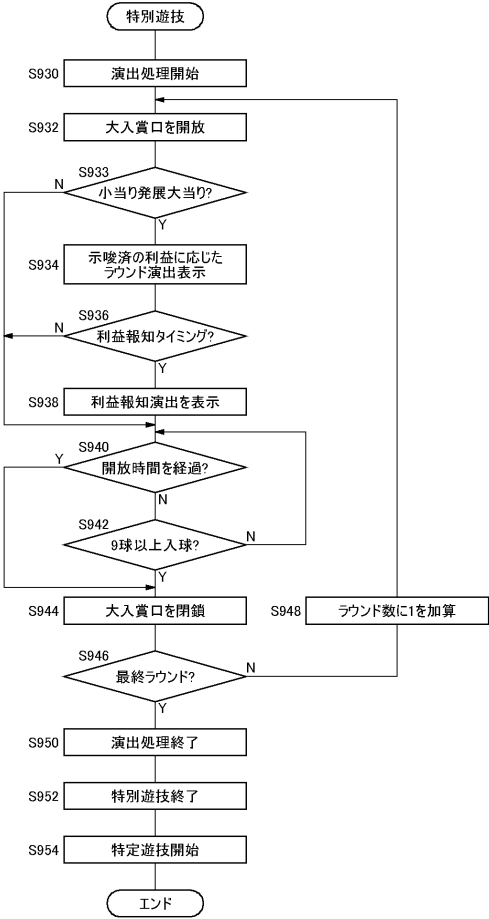 特別遊技
S930
演出処理開始
S932
大入賞口を開放
S933
N
小当り発展大当り?
Y
S934
示唆済の利益に応じた
ラウンド演出表示
S936
N
利益報知タイミング?
Y
S938
利益報知演出を表示
S940
Y
開放時間を経過?
N
S942
9球以上入球?
N
Y
S944
大入賞口を閉鎖
S948
ラウンド数に1を加算
S946
最終ラウンド?
N
Y
S950
演出処理終了
S952
特別遊技終了
S954
特定遊技開始
エンド